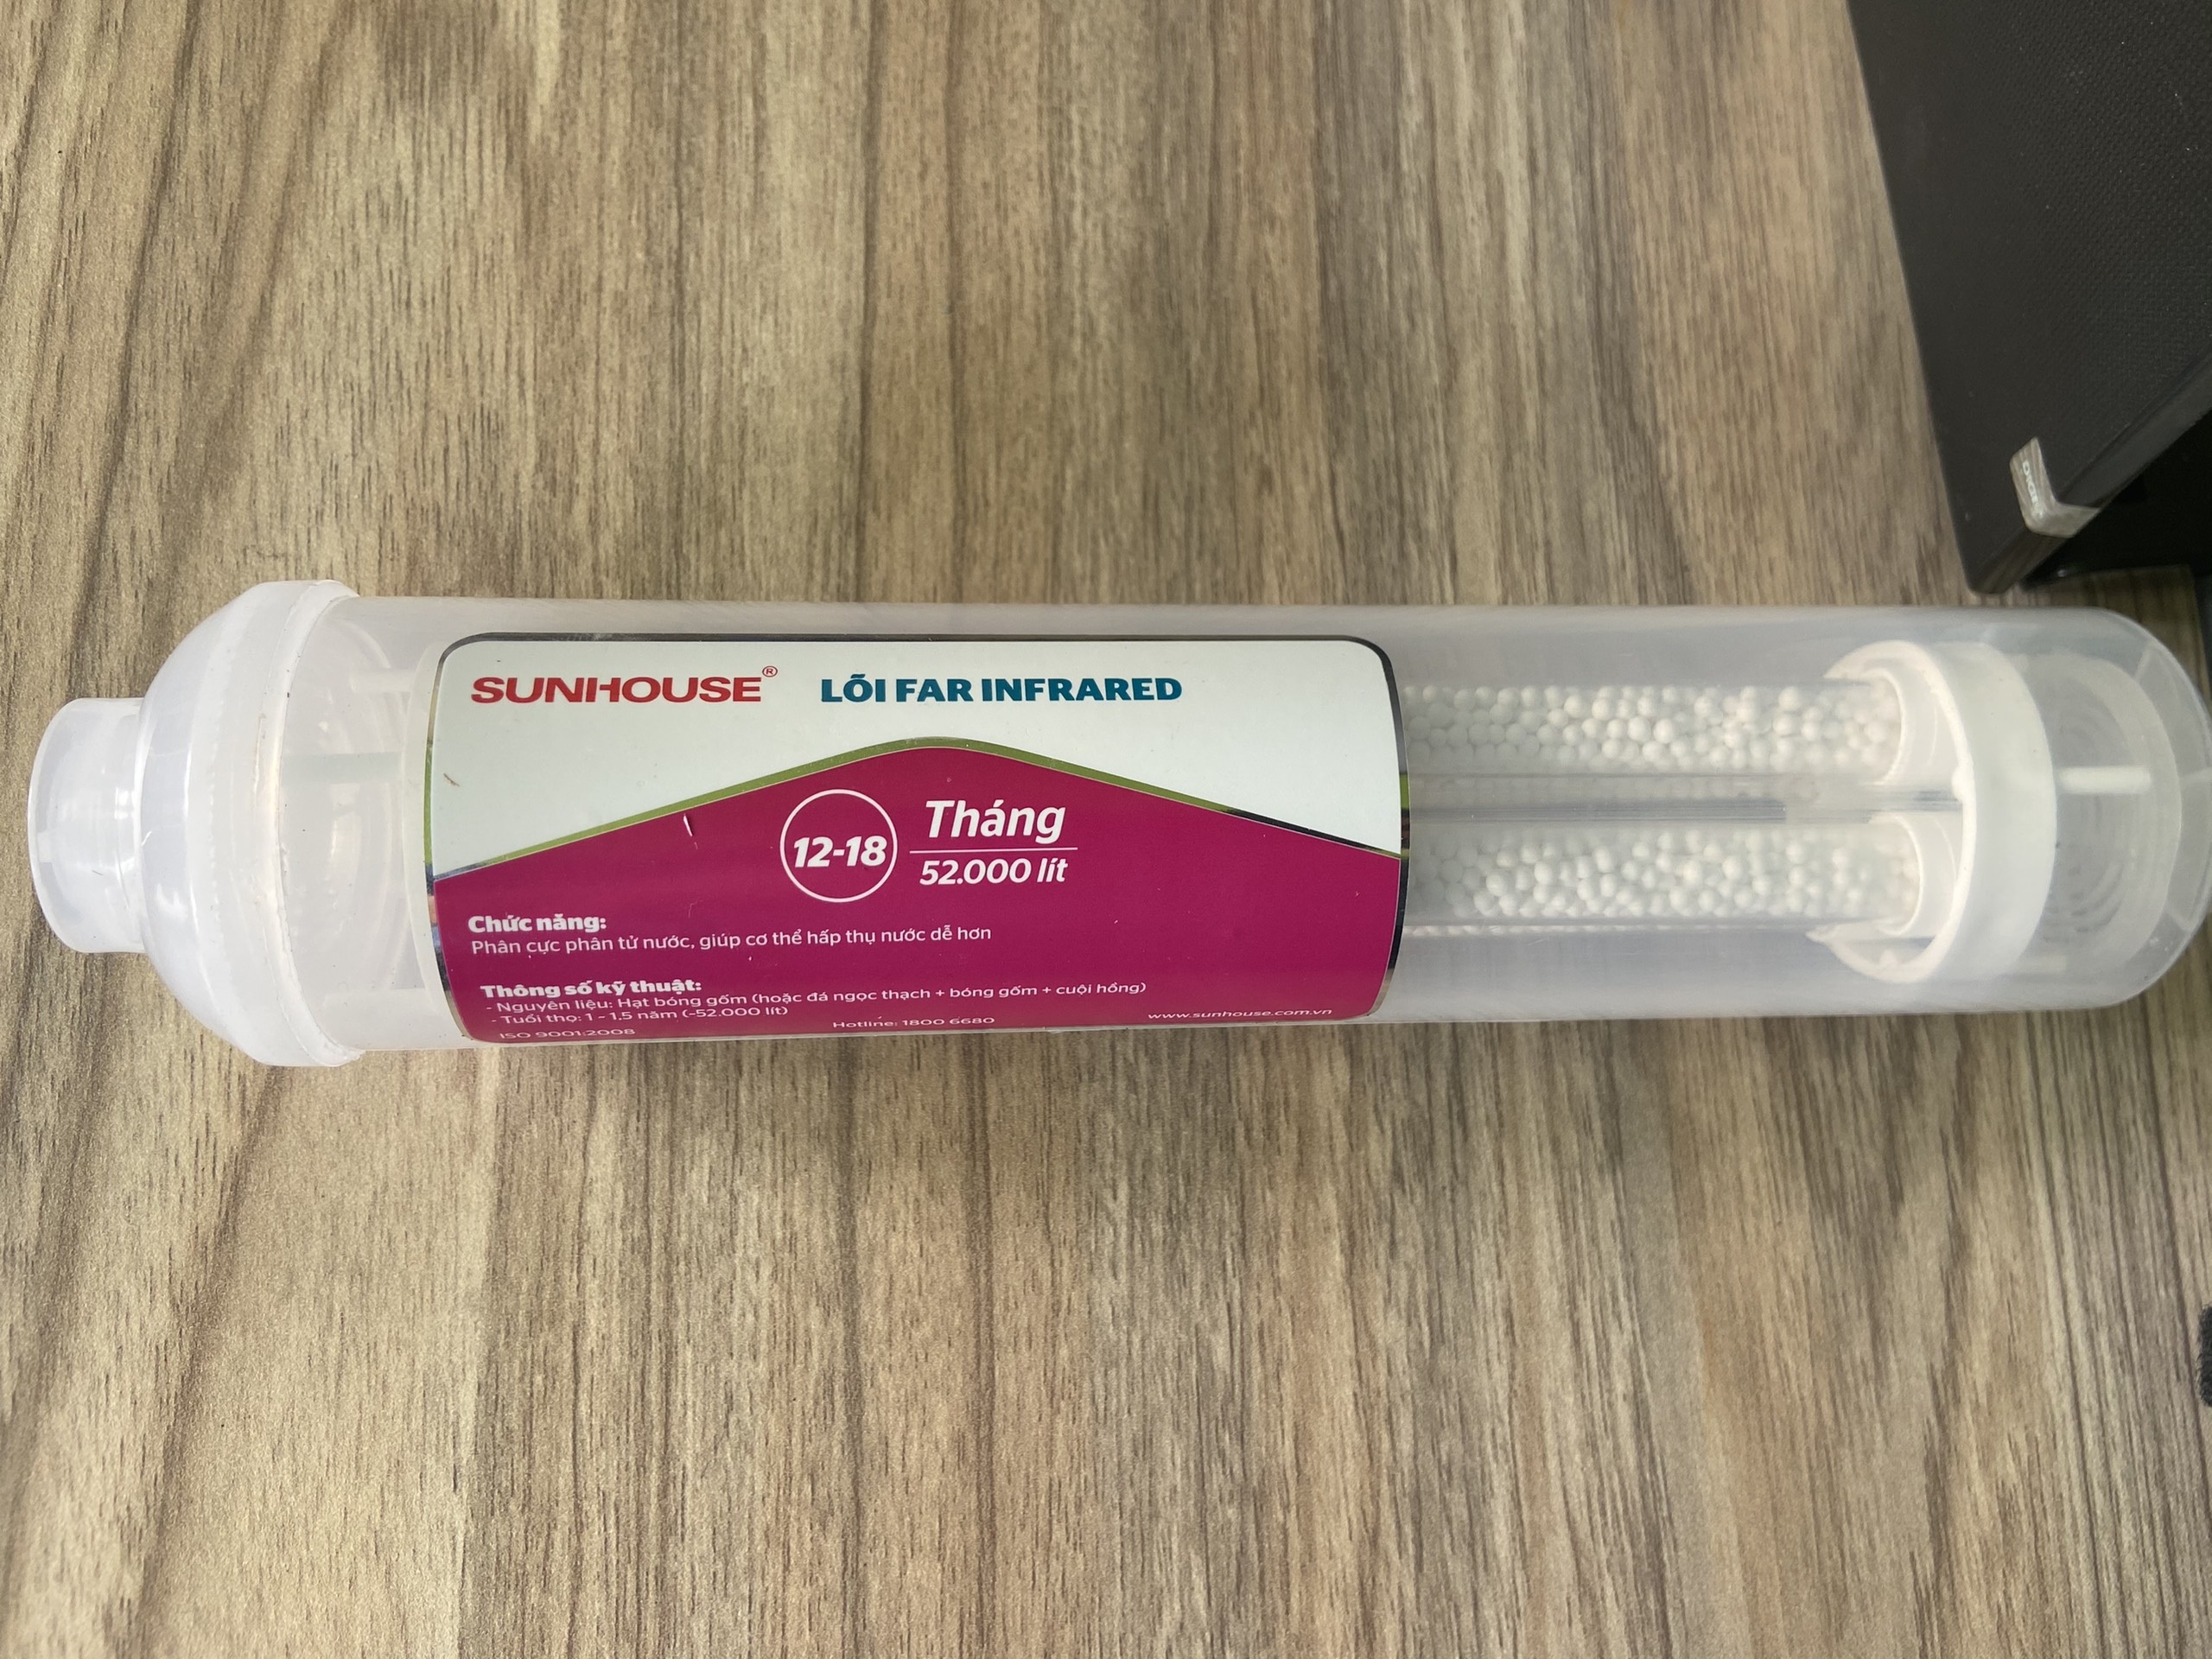 SUNHOUSE® LÕI FAR INFRARED
12-18 Tháng
52.000 lít
Chức năng:
Phân cực phân tử nước, giúp cơ thể hấp thụ nước dễ hơn
Thông số kỹ thuật:
- Nguyên liệu: Hạt bóng gốm (hoặc đá ngọc thạch + bóng gốm + cuội hồng)
- Tuổi thọ: 1 - 1,5 năm (~52.000 lít)
ISO 9001:2008 Hotline: 1800 6680 www.sunhouse.com.vn